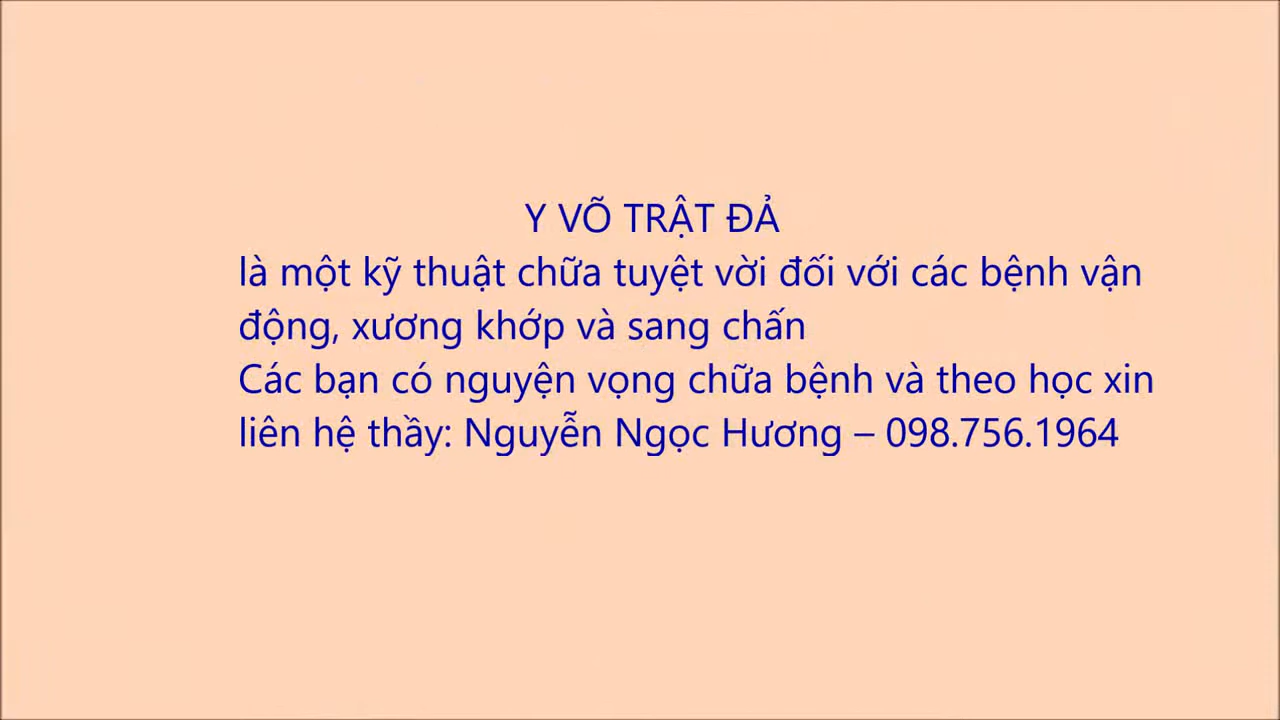 Y VÕ TRẬT ĐẢ
là một kỹ thuật chữa tuyệt vời đối với các bệnh vận
động, xương khớp và sang chấn
Các bạn có nguyện vọng chữa bệnh và theo học xin
liên hệ thầy: Nguyễn Ngọc Hương – 098.756.1964